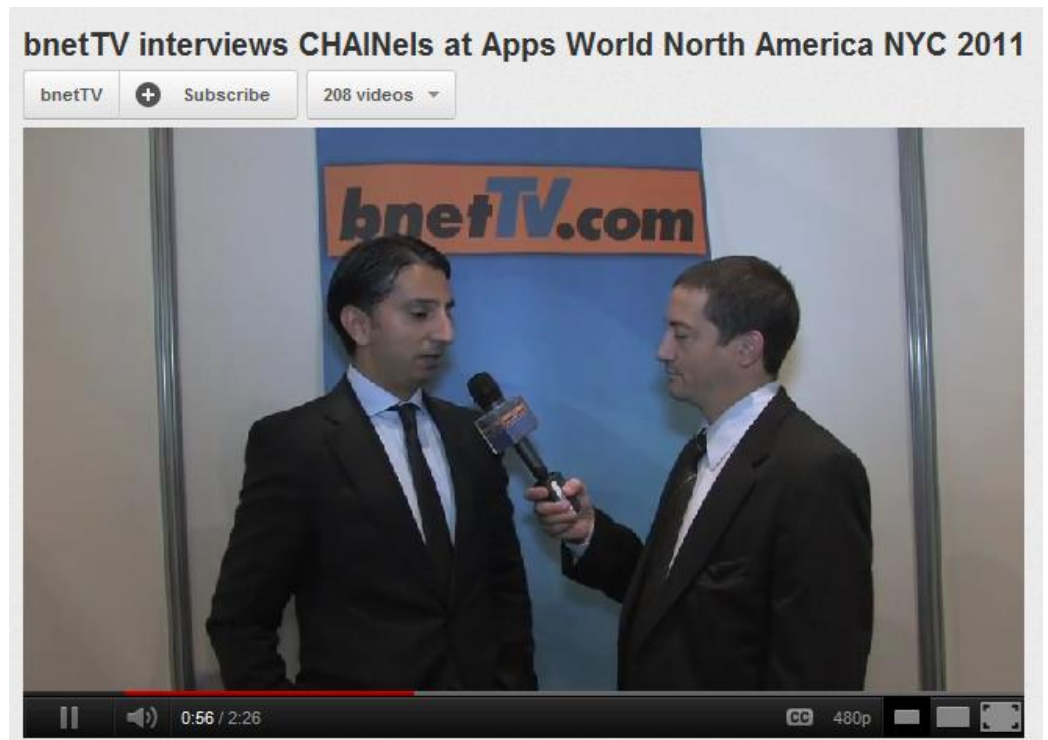 bnetTV interviews CHAINels at Apps World North America NYC 2011
bnetTV Subscribe 208 videos
bnetTV.com
0:56 / 2:26 CC 480p